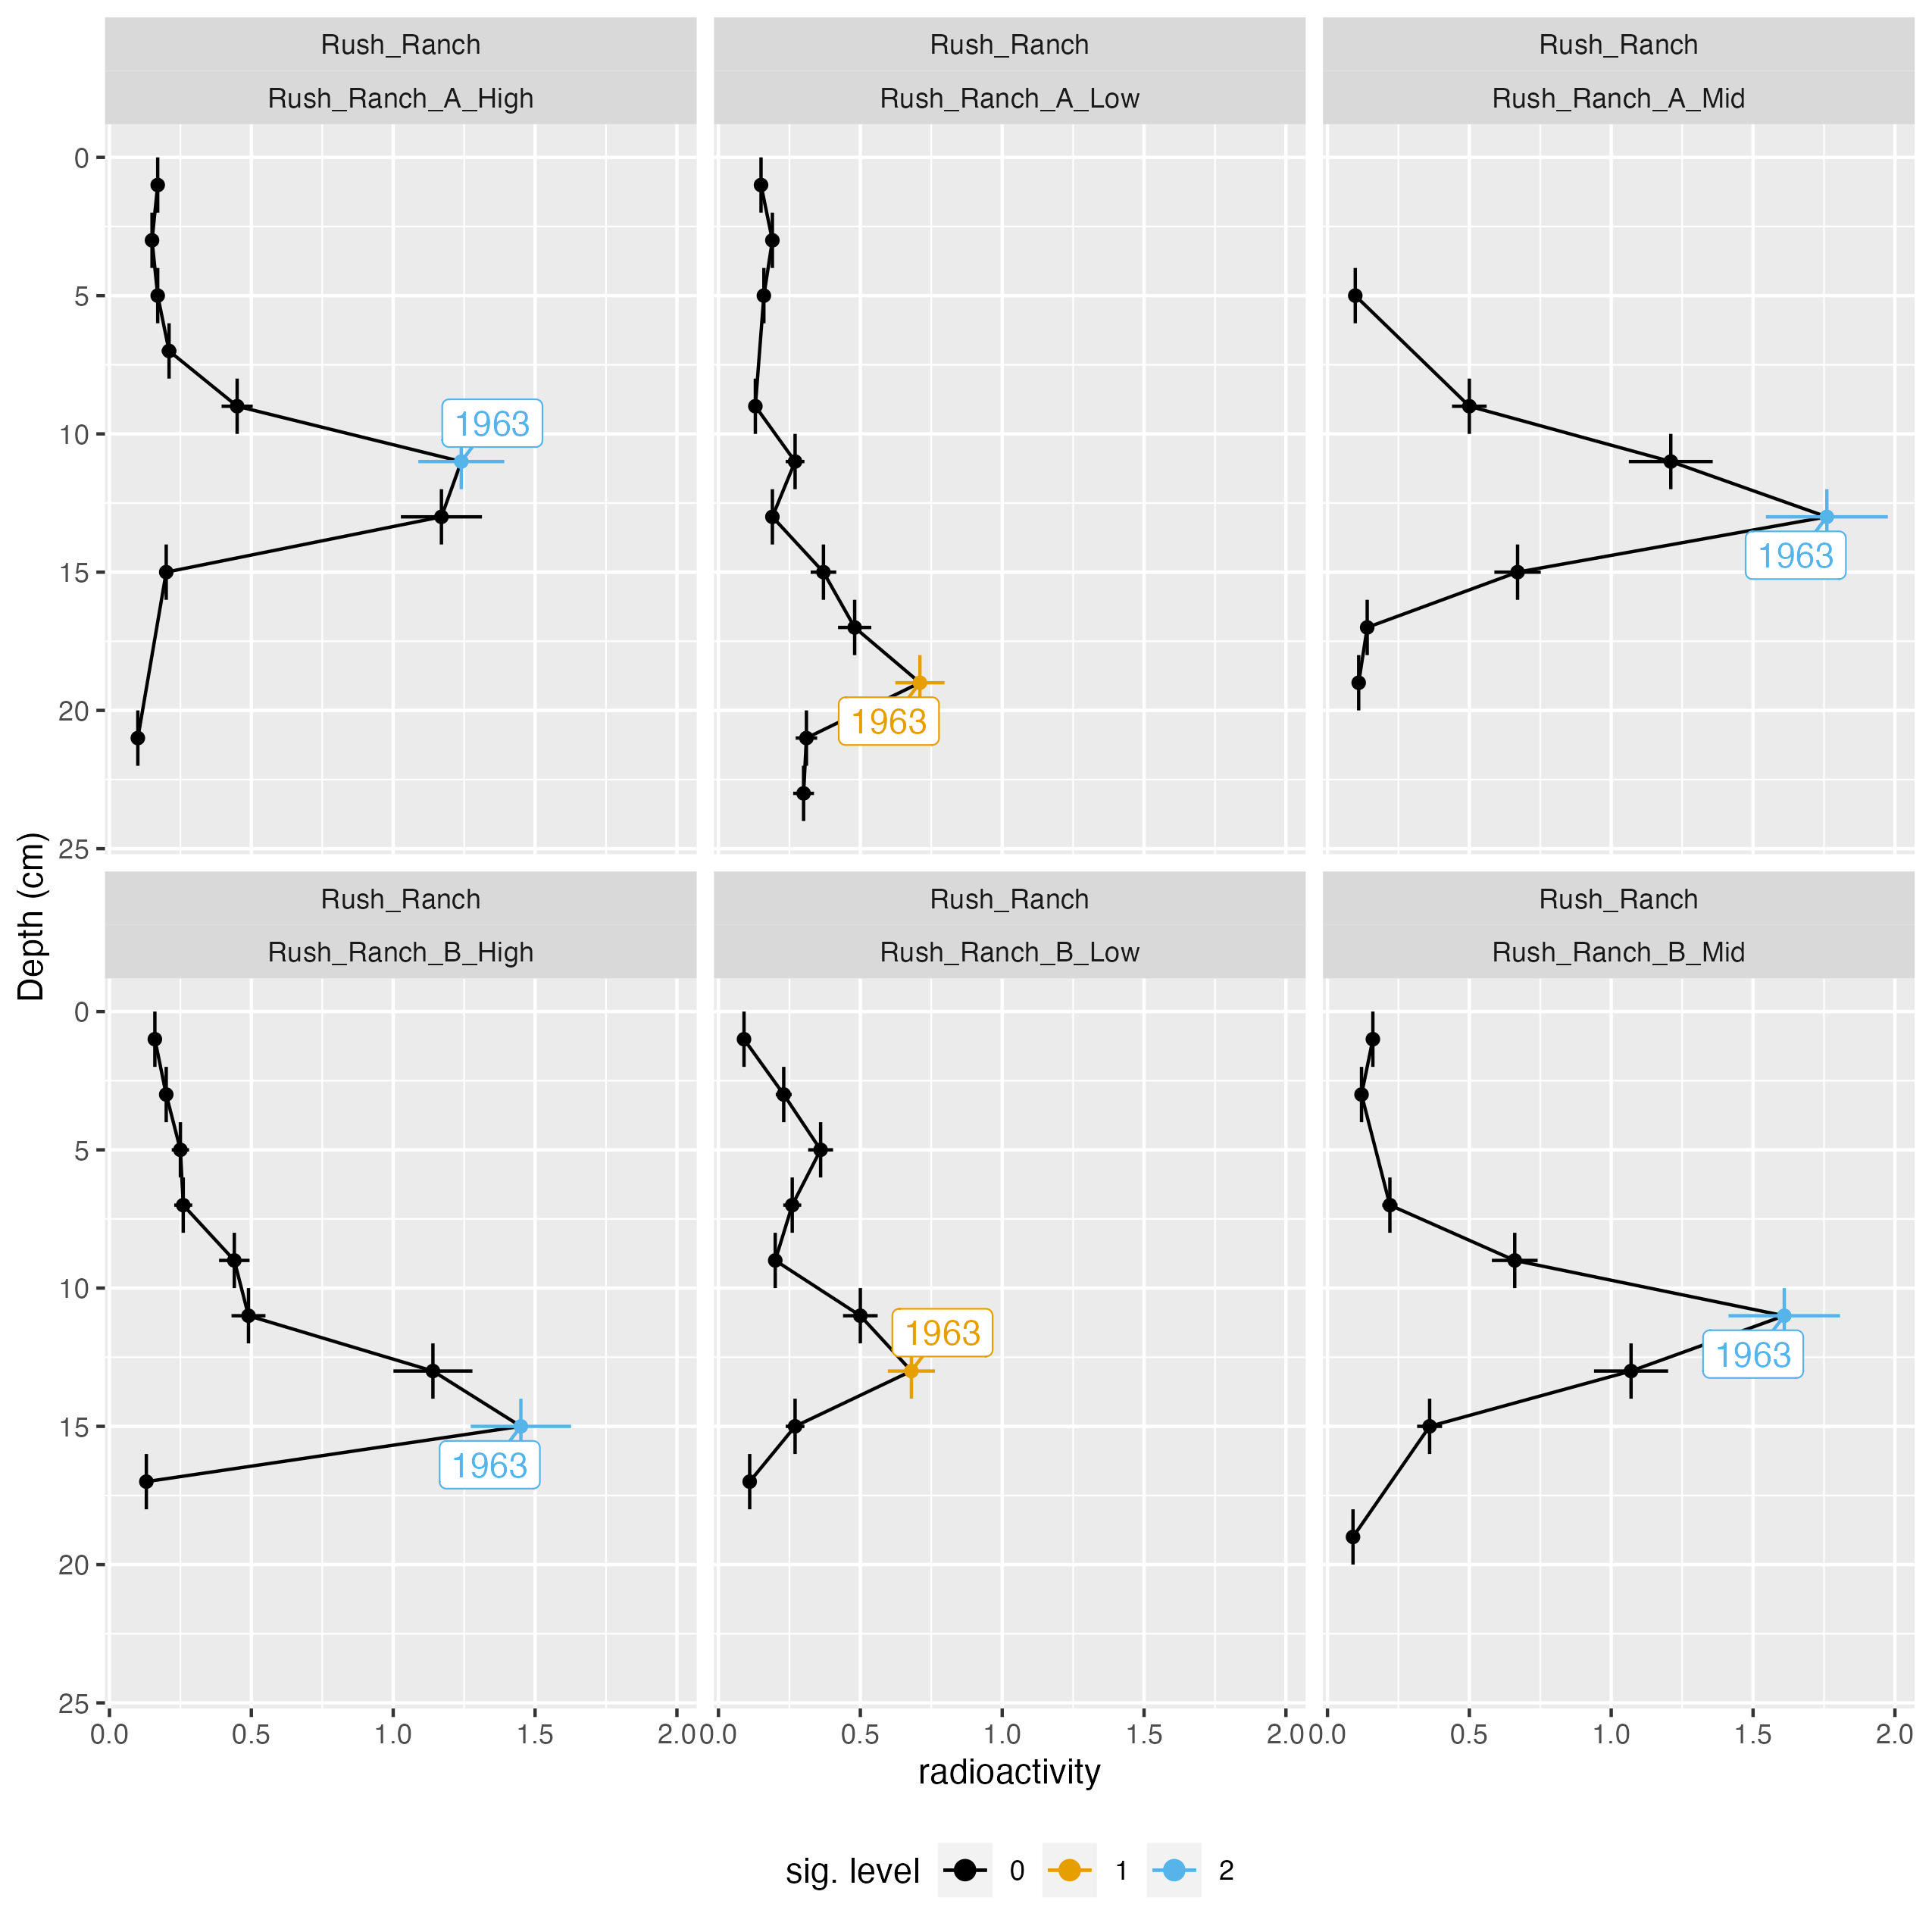 Rush_Ranch Rush_Ranch Rush_Ranch
Rush_Ranch_A_High Rush_Ranch_A_Low Rush_Ranch_A_Mid
0
5
10
15
20
25
1963
1963
1963
Depth (cm)
Rush_Ranch Rush_Ranch Rush_Ranch
Rush_Ranch_B_High Rush_Ranch_B_Low Rush_Ranch_B_Mid
0
5
10
15
20
25
1963
1963
1963
0.0 0.5 1.0 1.5 2.0 0.0 0.5 1.0 1.5 2.0 0.0 0.5 1.0 1.5 2.0
radioactivity
sig. level 0 1 2